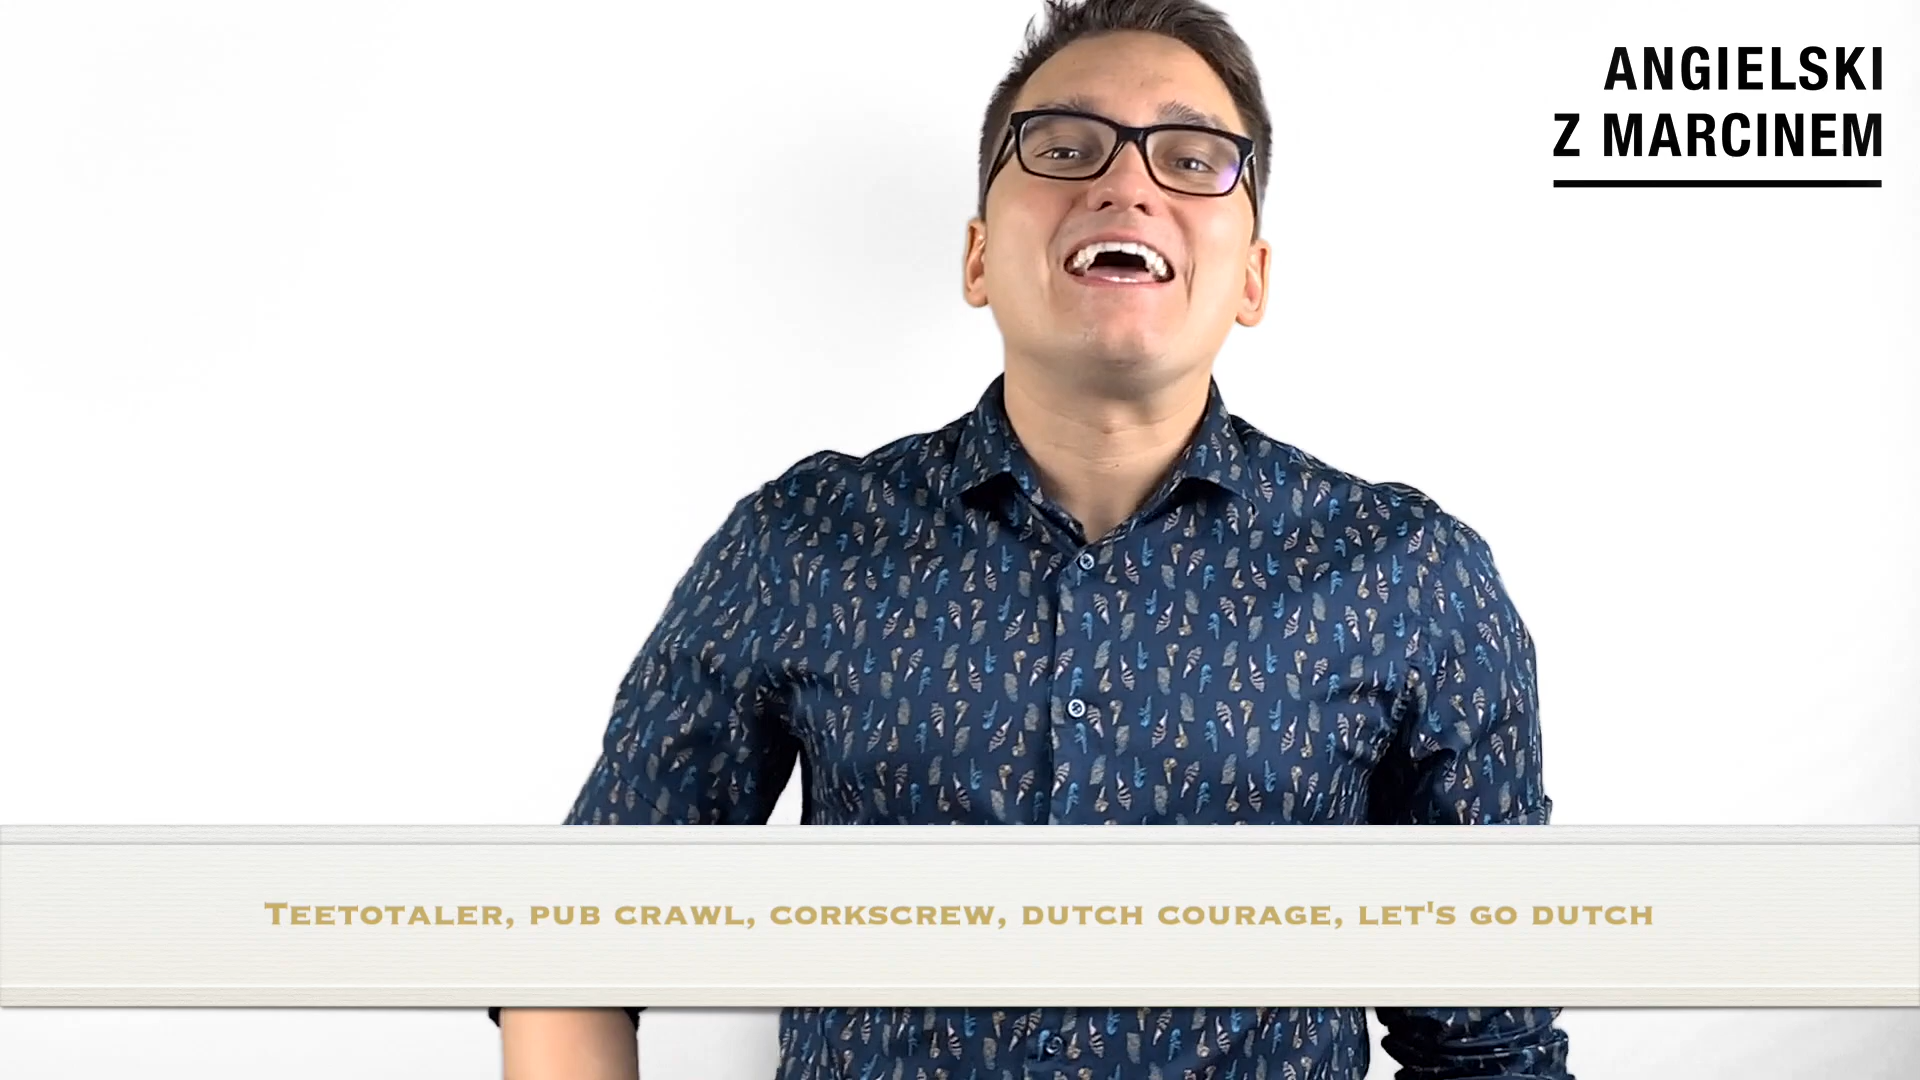 ANGIELSKI
Z MARCINEM
Teetotaler, pub crawl, corkscrew, dutch courage, let's go dutch